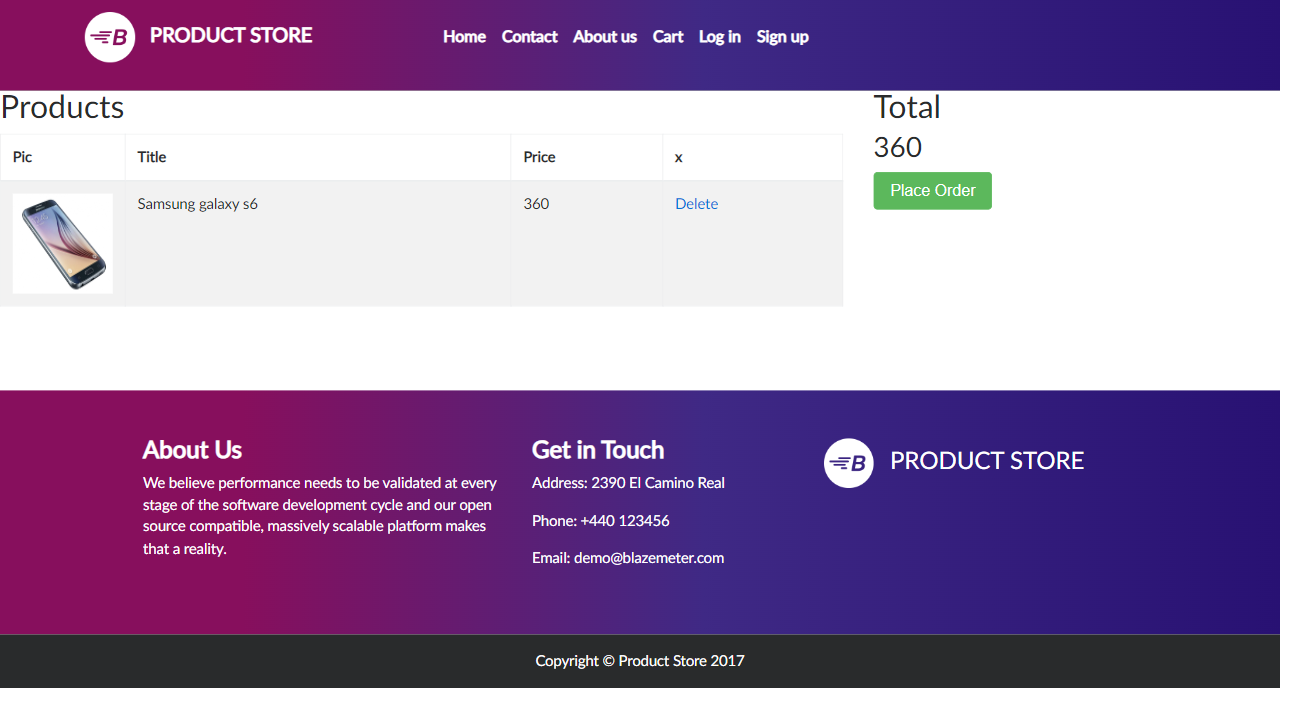 B PRODUCT STORE
Home Contact About us Cart Log in Sign up
Products
Pic Title Price x
Samsung galaxy s6 360 Delete
Total
360
Place Order
About Us
We believe performance needs to be validated at every
stage of the software development cycle and our open
source compatible, massively scalable platform makes
that a reality.
Get in Touch
Address: 2390 El Camino Real
Phone: +440 123456
Email: demo@blazemeter.com
B PRODUCT STORE
Copyright © Product Store 2017